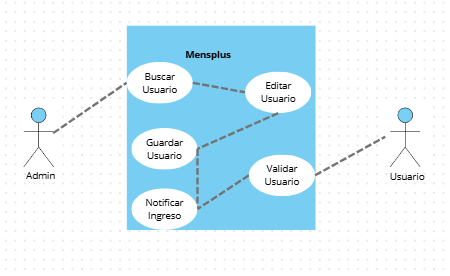 Mensplus
Buscar
Usuario
Editar
Usuario
Guardar
Usuario
Validar
Usuario
Notificar
Ingreso
Admin
Usuario